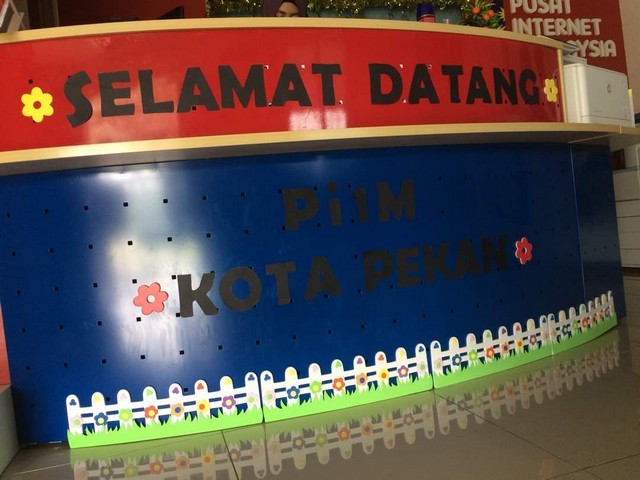 PUSAT
INTERNET
SELAMAT DATANG
Pi1M
KOTA PEKAN